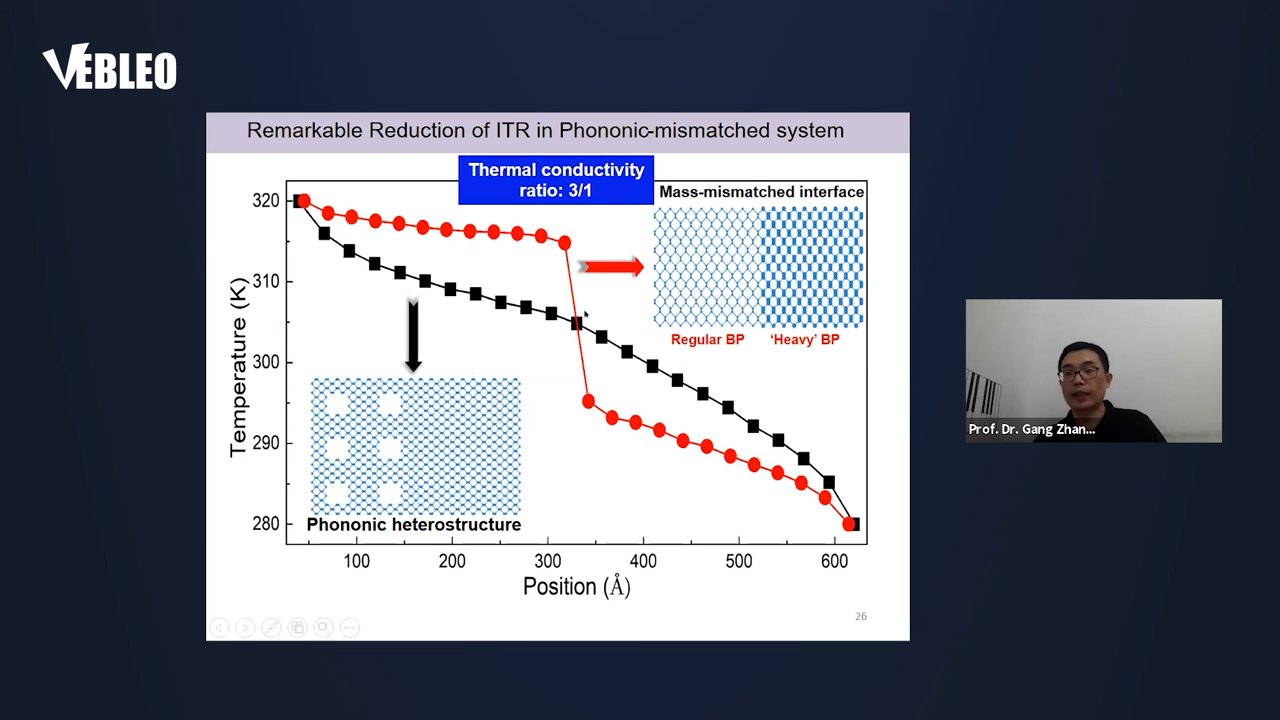 VEBLEO
Remarkable Reduction of ITR in Phononic-mismatched system
Thermal conductivity
ratio: 3/1
Mass-mismatched interface
Regular BP
‘Heavy’ BP
Phononic heterostructure
Temperature (K)
320
310
300
290
280
100
200
300
400
500
600
Position (Å)
26
Prof. Dr. Gang Zhan...